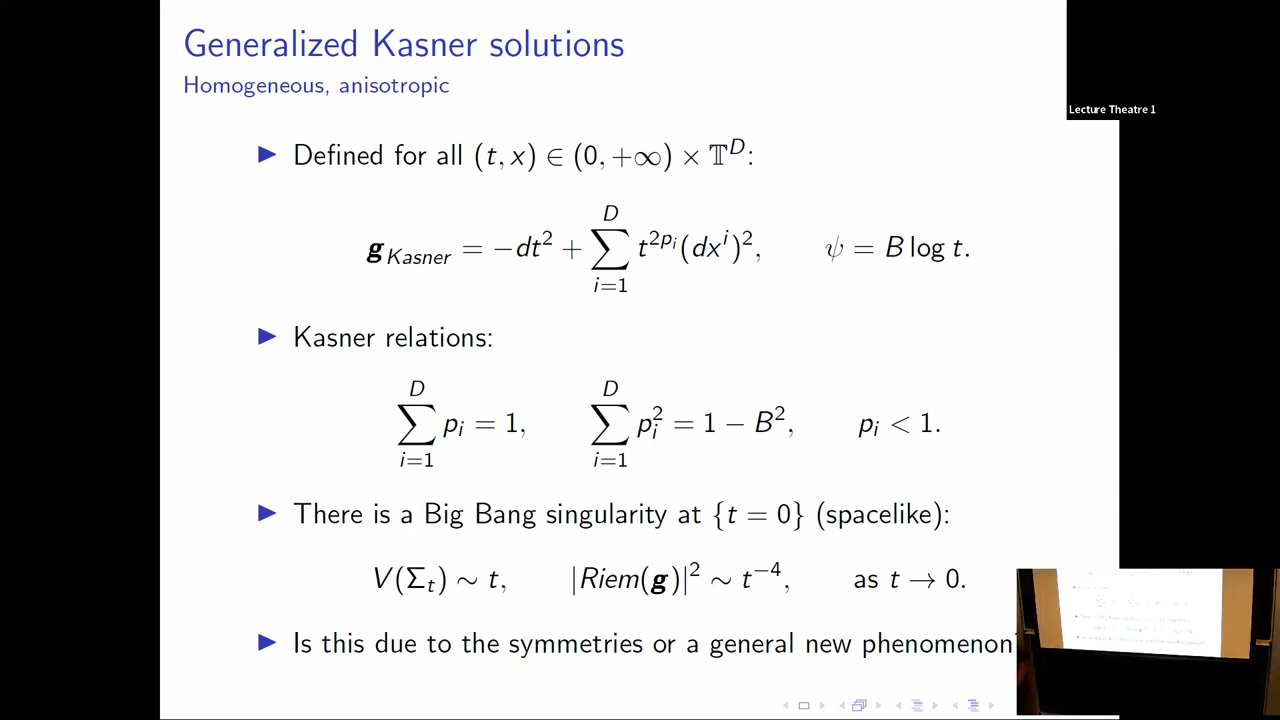 Generalized Kasner solutions
Homogeneous, anisotropic
Lecture Theatre 1
▶ Defined for all (t, x) ∈ (0, +∞) × 𝕋^D:
g_Kasner = −dt² + ∑_{i=1}^{D} t^{2p_i}(dx^i)², ψ = B log t.
▶ Kasner relations:
∑_{i=1}^{D} p_i = 1, ∑_{i=1}^{D} p_i² = 1 − B², p_i < 1.
▶ There is a Big Bang singularity at {t = 0} (spacelike):
V(Σ_t) ∼ t, |Riem(g)|² ∼ t^{−4}, as t → 0.
▶ Is this due to the symmetries or a general new phenomenon